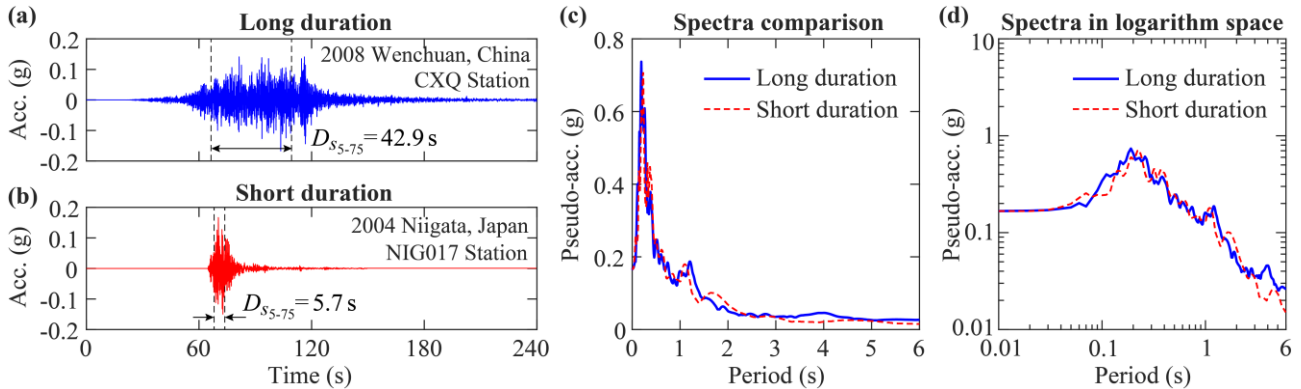 (a)
Long duration
0.2
0.1
0
-0.1
-0.2
Acc. (g)
2008 Wenchuan, China
CXQ Station
Ds5-75=42.9 s
(b)
Short duration
0.2
0.1
0
-0.1
-0.2
Acc. (g)
2004 Niigata, Japan
NIG017 Station
Ds5-75=5.7 s
0 60 120 180 240
Time (s)
(c)
Spectra comparison
0.8
0.6
0.4
0.2
0
Pseudo-acc. (g)
Long duration
Short duration
0 1 2 3 4 5 6
Period (s)
(d)
Spectra in logarithm space
10
1
0.1
0.01
Pseudo-acc. (g)
Long duration
Short duration
0.01 0.1 1 6
Period (s)